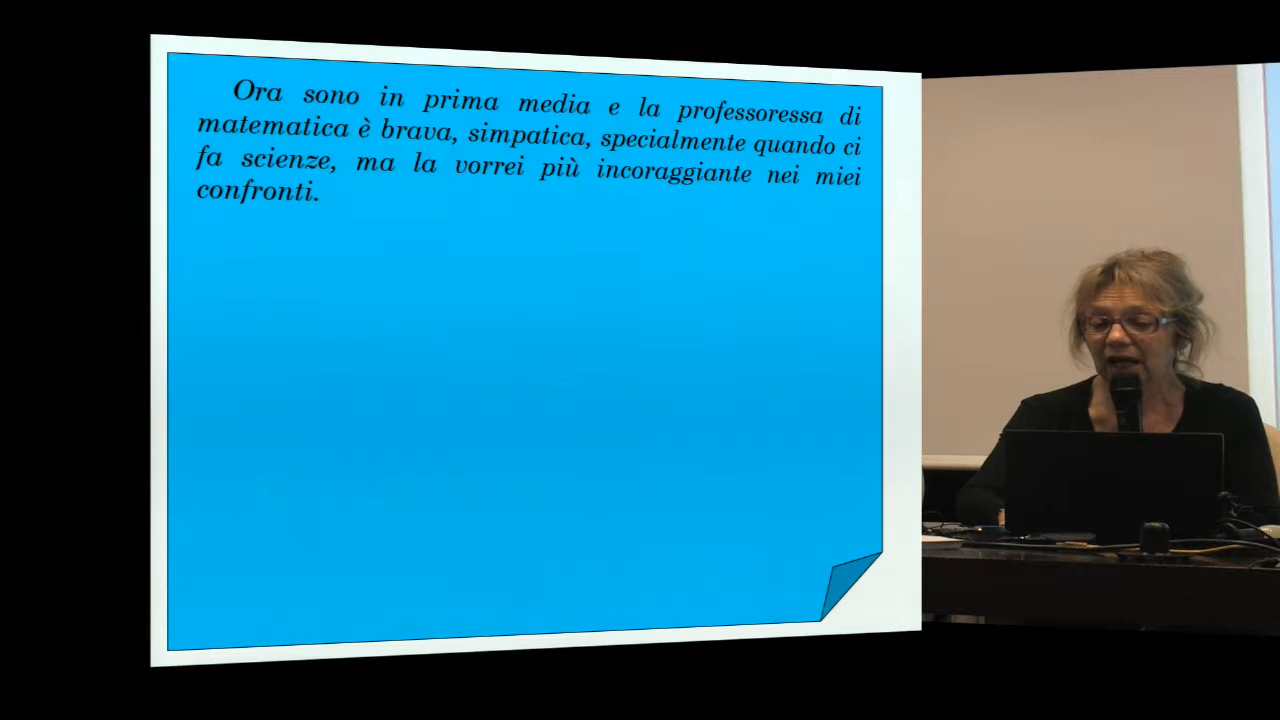 Ora sono in prima media e la professoressa di
matematica è brava, simpatica, specialmente quando ci
fa scienze, ma la vorrei più incoraggiante nei miei
confronti.